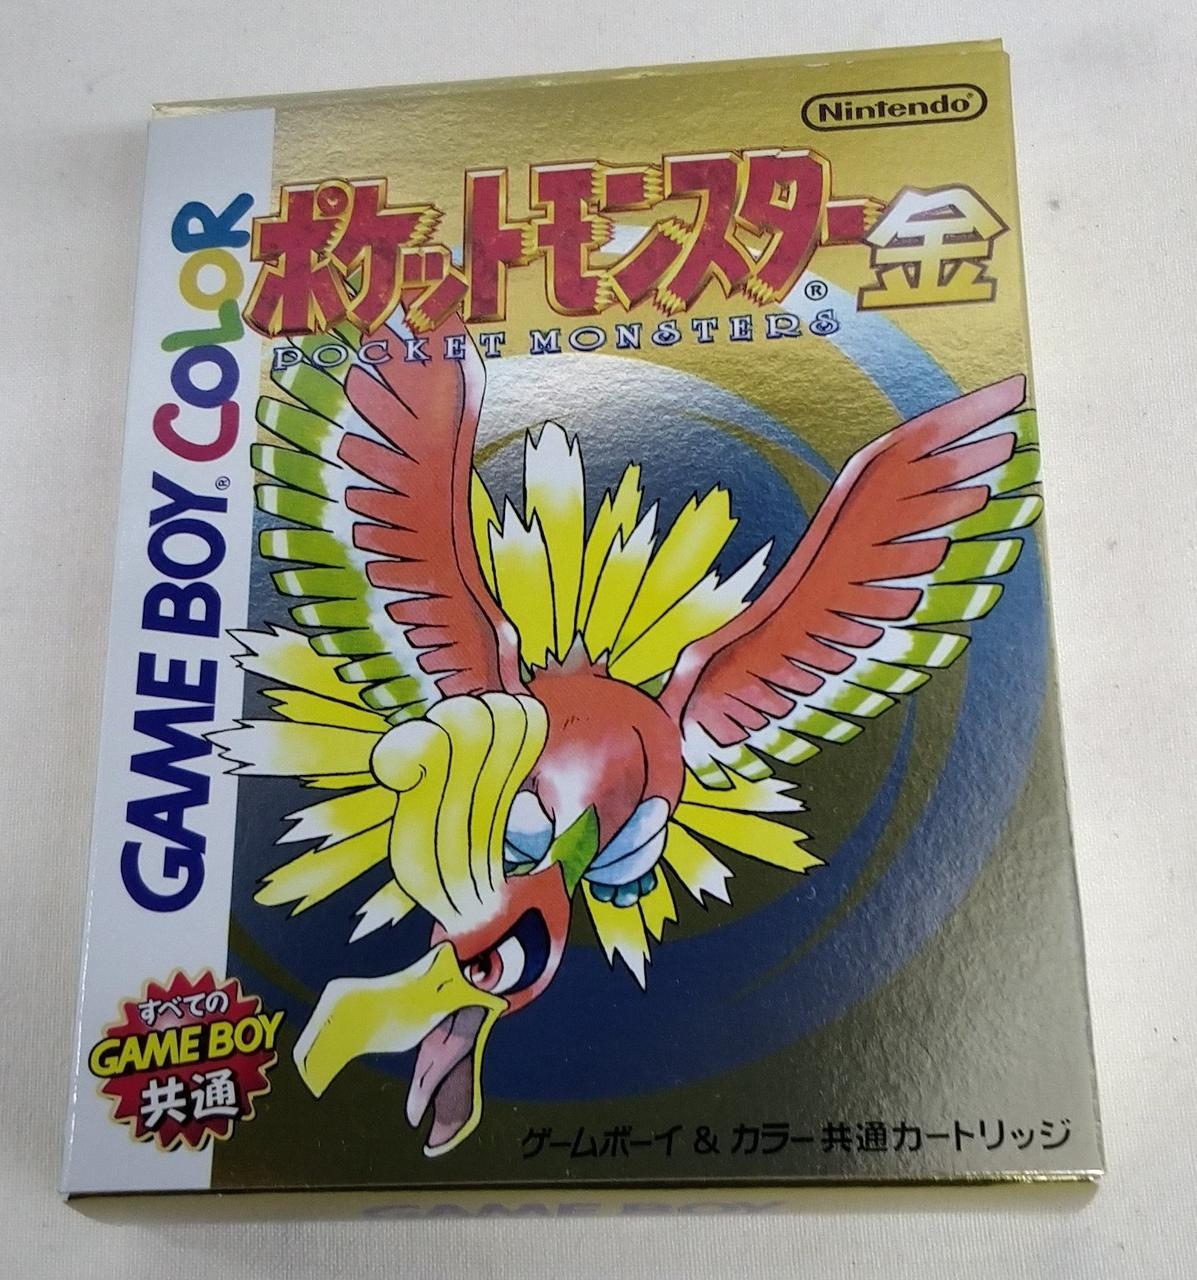 Nintendo®
ポケットモンスター金
®
POCKET MONSTERS
GAME BOY COLOR
®
すべての
GAME BOY
共通
ゲームボーイ & カラー共通カートリッジ
GAME BOY